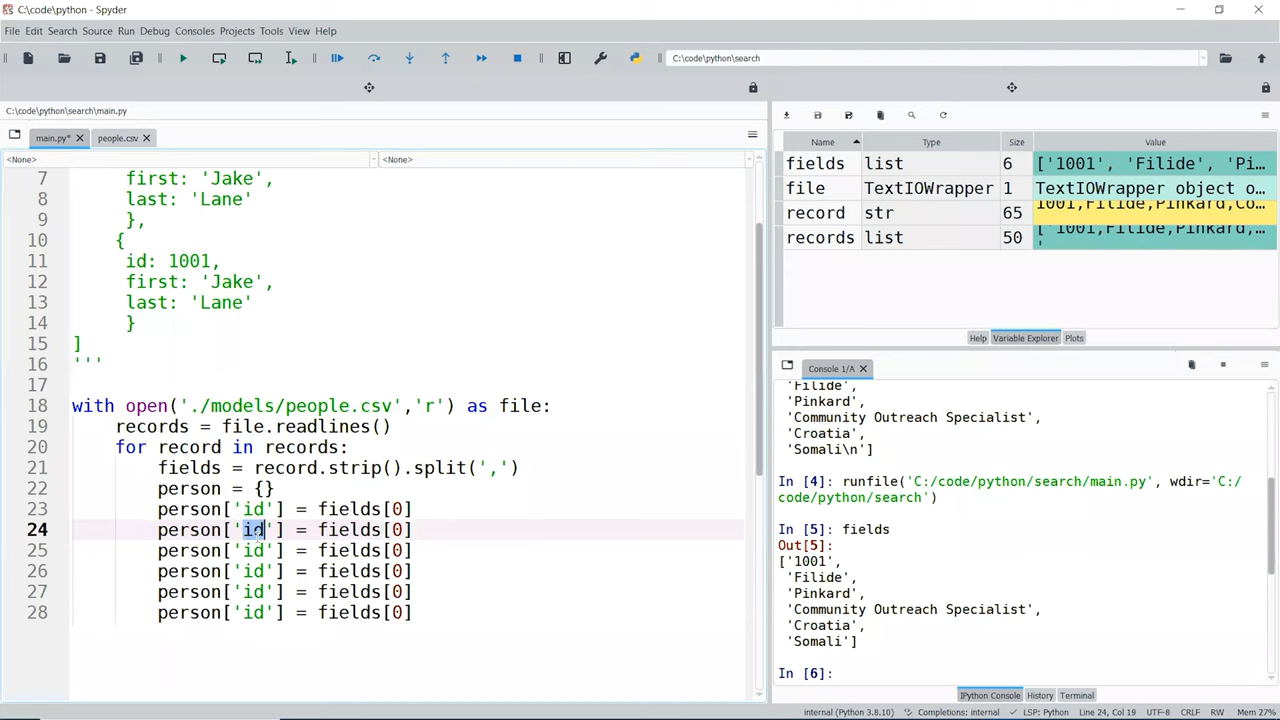 C:\code\python - Spyder
File Edit Search Source Run Debug Consoles Projects Tools View Help
C:\code\python\search
C:\code\python\search\main.py
main.py* people.csv
<None> <None>
7 first: 'Jake',
8 last: 'Lane'
9 },
10 {
11 id: 1001,
12 first: 'Jake',
13 last: 'Lane'
14 }
15 ]
16 '''
17
18 with open('./models/people.csv','r') as file:
19 records = file.readlines()
20 for record in records:
21 fields = record.strip().split(',')
22 person = {}
23 person['id'] = fields[0]
24 person['id'] = fields[0]
25 person['id'] = fields[0]
26 person['id'] = fields[0]
27 person['id'] = fields[0]
28 person['id'] = fields[0]
Name Type Size Value
fields list 6 ['1001', 'Filide', 'Pi…
file TextIOWrapper 1 TextIOWrapper object o…
record str 65 1001,Filide,Pinkard,Co…
records list 50 ['1001,Filide,Pinkard,…
Help Variable Explorer Plots
Console 1/A
'Filide',
'Pinkard',
'Community Outreach Specialist',
'Croatia',
'Somali\n']
In [4]: runfile('C:/code/python/search/main.py', wdir='C:/
code/python/search')
In [5]: fields
Out[5]:
['1001',
'Filide',
'Pinkard',
'Community Outreach Specialist',
'Croatia',
'Somali']
In [6]:
IPython Console History Terminal
internal (Python 3.8.10) Completions: internal LSP: Python Line 24, Col 19 UTF-8 CRLF RW Mem 27%